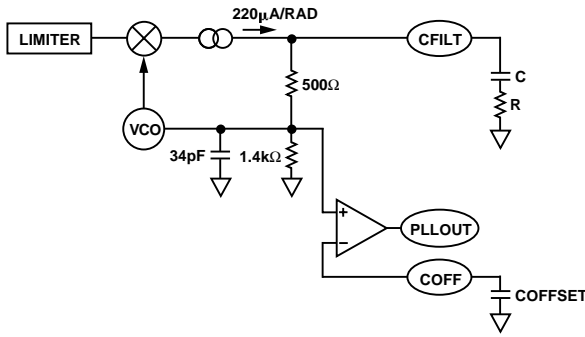 220μA/RAD
LIMITER
CFILT
C
500Ω
R
VCO
34pF
1.4kΩ
+
PLLOUT
–
COFF
COFFSET